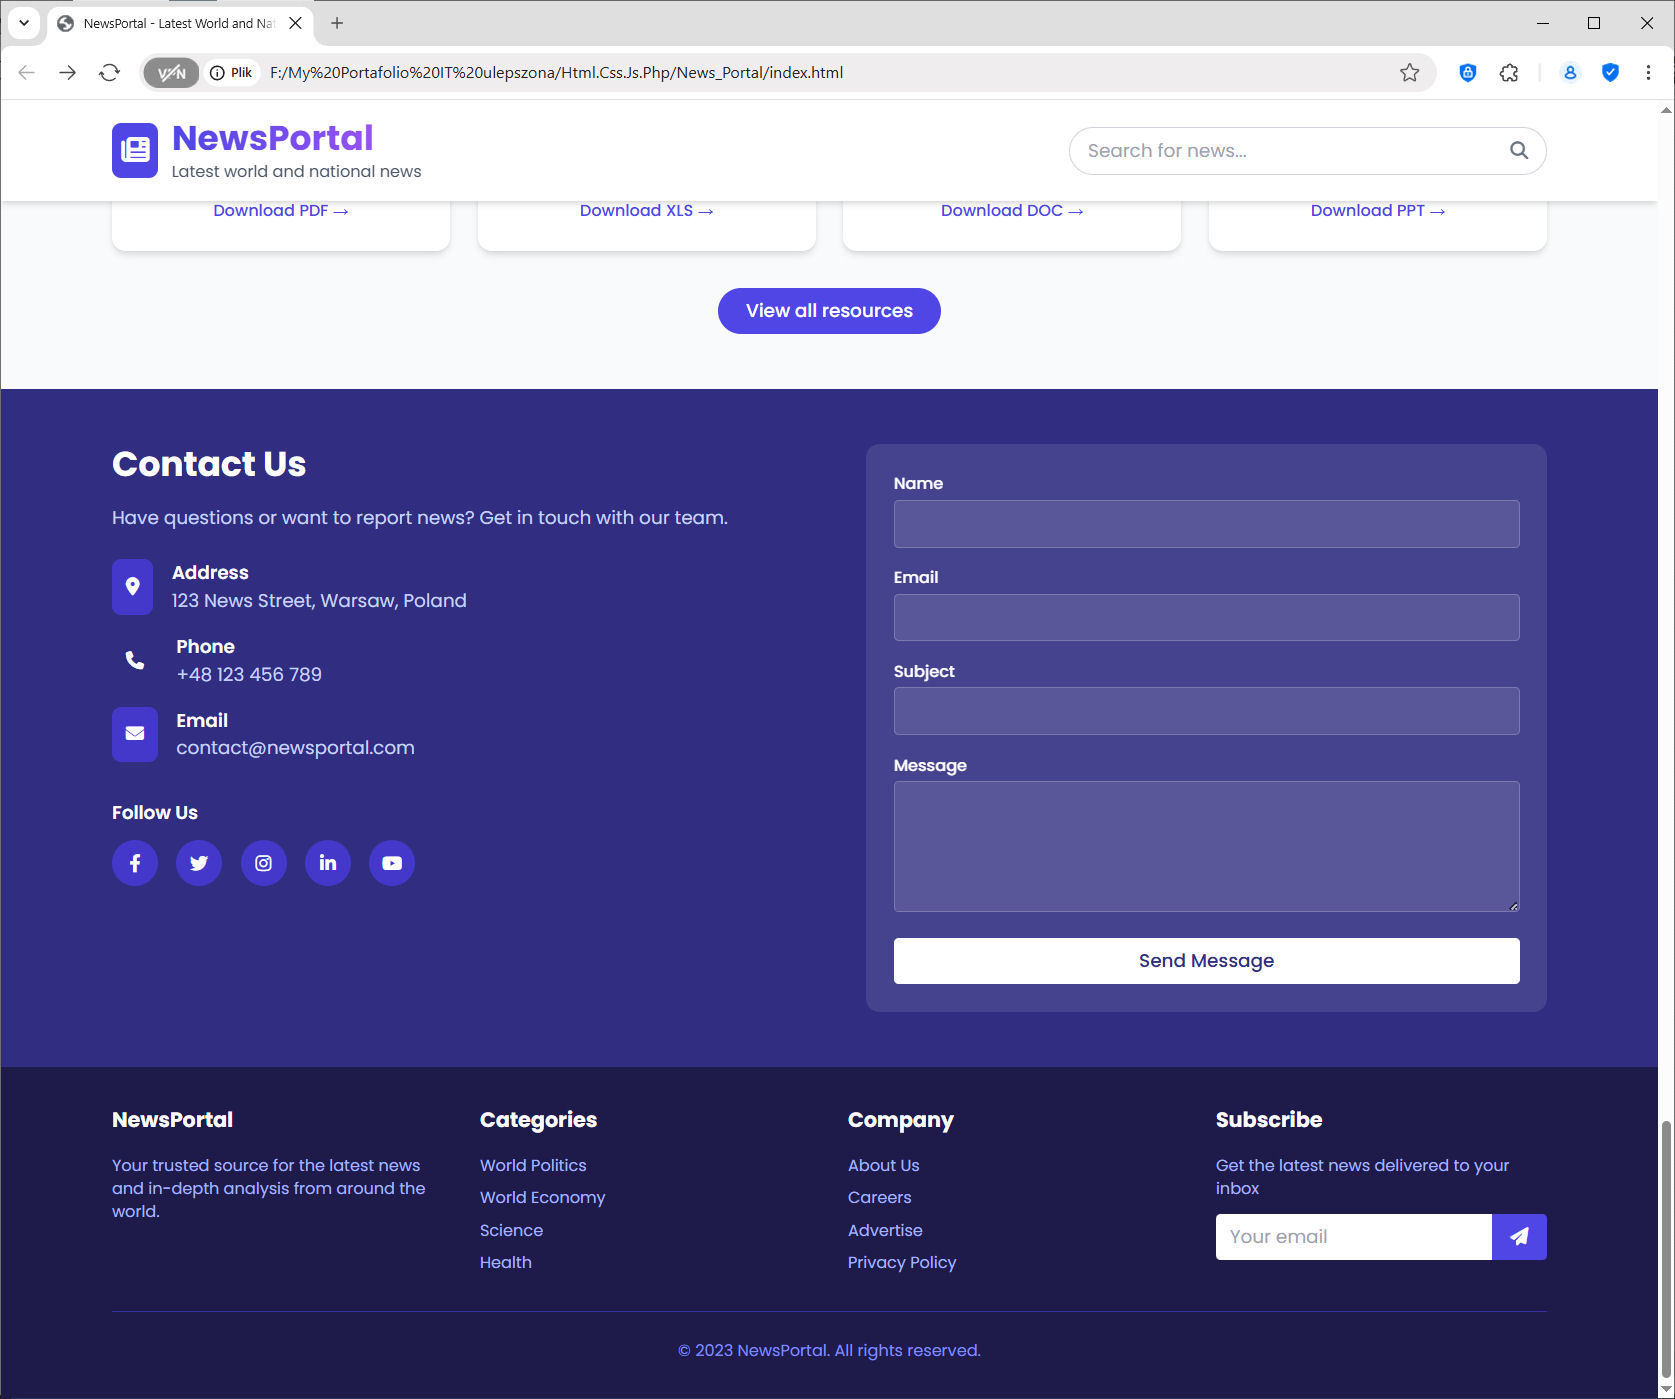 NewsPortal - Latest World and Na
VPN
Plik
F:/My%20Portafolio%20IT%20ulepszona/Html.Css.Js.Php/News_Portal/index.html
NewsPortal
Latest world and national news
Search for news...
Download PDF →
Download XLS →
Download DOC →
Download PPT →
View all resources
Contact Us
Have questions or want to report news? Get in touch with our team.
Address
123 News Street, Warsaw, Poland
Phone
+48 123 456 789
Email
contact@newsportal.com
Follow Us
Name
Email
Subject
Message
Send Message
NewsPortal
Your trusted source for the latest news
and in-depth analysis from around the
world.
Categories
World Politics
World Economy
Science
Health
Company
About Us
Careers
Advertise
Privacy Policy
Subscribe
Get the latest news delivered to your
inbox
Your email
© 2023 NewsPortal. All rights reserved.